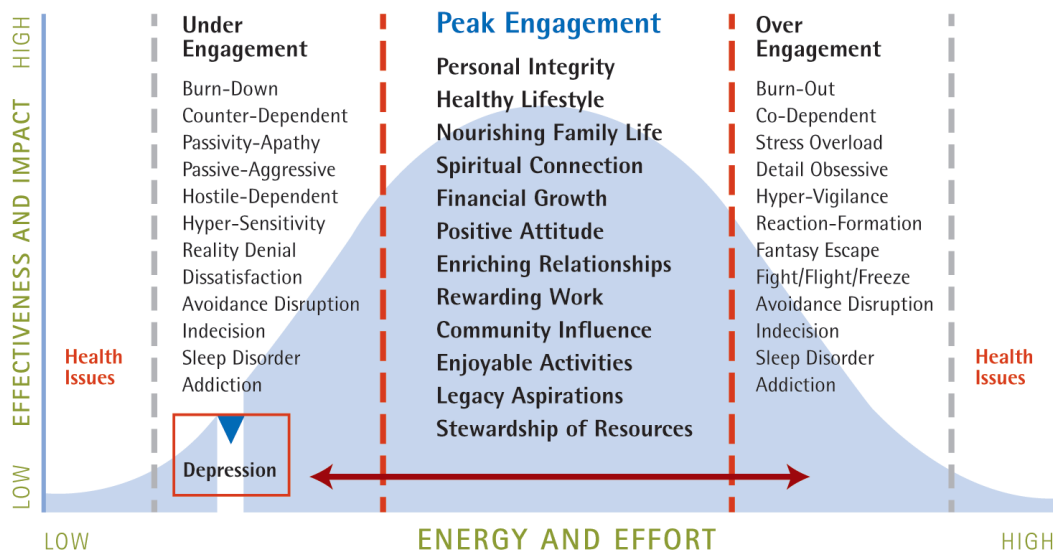 HIGH
EFFECTIVENESS AND IMPACT
LOW
Health
Issues
Under
Engagement
Burn-Down
Counter-Dependent
Passivity-Apathy
Passive-Aggressive
Hostile-Dependent
Hyper-Sensitivity
Reality Denial
Dissatisfaction
Avoidance Disruption
Indecision
Sleep Disorder
Addiction
Depression
Peak Engagement
Personal Integrity
Healthy Lifestyle
Nourishing Family Life
Spiritual Connection
Financial Growth
Positive Attitude
Enriching Relationships
Rewarding Work
Community Influence
Enjoyable Activities
Legacy Aspirations
Stewardship of Resources
Over
Engagement
Burn-Out
Co-Dependent
Stress Overload
Detail Obsessive
Hyper-Vigilance
Reaction-Formation
Fantasy Escape
Fight/Flight/Freeze
Avoidance Disruption
Indecision
Sleep Disorder
Addiction
Health
Issues
LOW
ENERGY AND EFFORT
HIGH